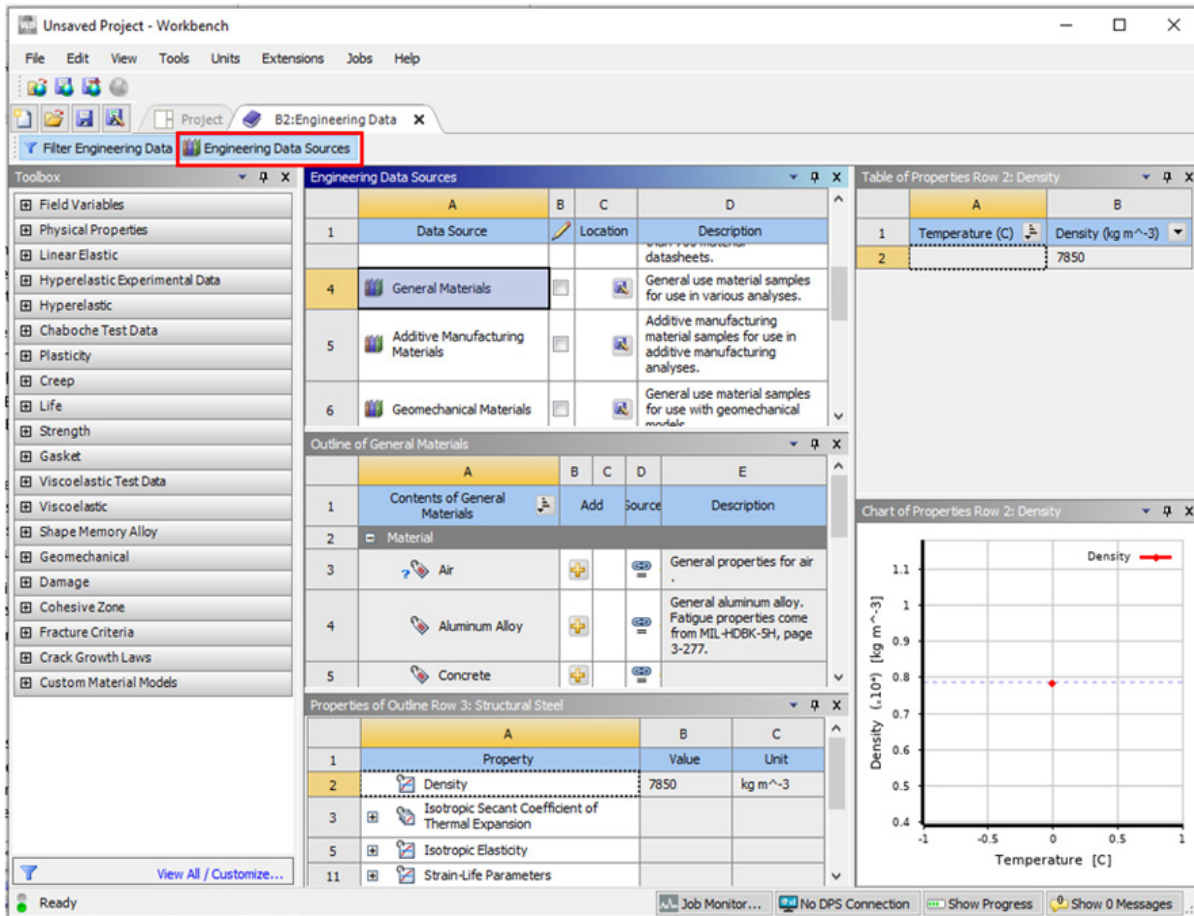 Unsaved Project - Workbench
File Edit View Tools Units Extensions Jobs Help
Project B2:Engineering Data
Filter Engineering Data Engineering Data Sources
Toolbox
Field Variables
Physical Properties
Linear Elastic
Hyperelastic Experimental Data
Hyperelastic
Chaboche Test Data
Plasticity
Creep
Life
Strength
Gasket
Viscoelastic Test Data
Viscoelastic
Shape Memory Alloy
Geomechanical
Damage
Cohesive Zone
Fracture Criteria
Crack Growth Laws
Custom Material Models
View All / Customize...
Engineering Data Sources
A B C D
1 Data Source Location Description
than 700 material
datasheets.
4 General Materials
General use material samples
for use in various analyses.
5 Additive Manufacturing
Materials
Additive manufacturing
material samples for use in
additive manufacturing
analyses.
6 Geomechanical Materials
General use material samples
for use with geomechanical
models.
Outline of General Materials
A B C D E
1 Contents of General
Materials
Add Source Description
2 Material
3 ? Air
General properties for air
.
4 Aluminum Alloy
General aluminum alloy.
Fatigue properties come
from MIL-HDBK-5H, page
3-277.
5 Concrete
Properties of Outline Row 3: Structural Steel
A B C
1 Property Value Unit
2 Density 7850 kg m^-3
3 Isotropic Secant Coefficient of
Thermal Expansion
5 Isotropic Elasticity
11 Strain-Life Parameters
Table of Properties Row 2: Density
A B
1 Temperature (C) Density (kg m^-3)
2 7850
Chart of Properties Row 2: Density
Density
1.1
1
0.9
0.8
0.7
0.6
0.5
0.4
Density (.10⁴) [kg m^-3]
-1 -0.5 0 0.5 1
Temperature [C]
Ready
Job Monitor... No DPS Connection Show Progress Show 0 Messages